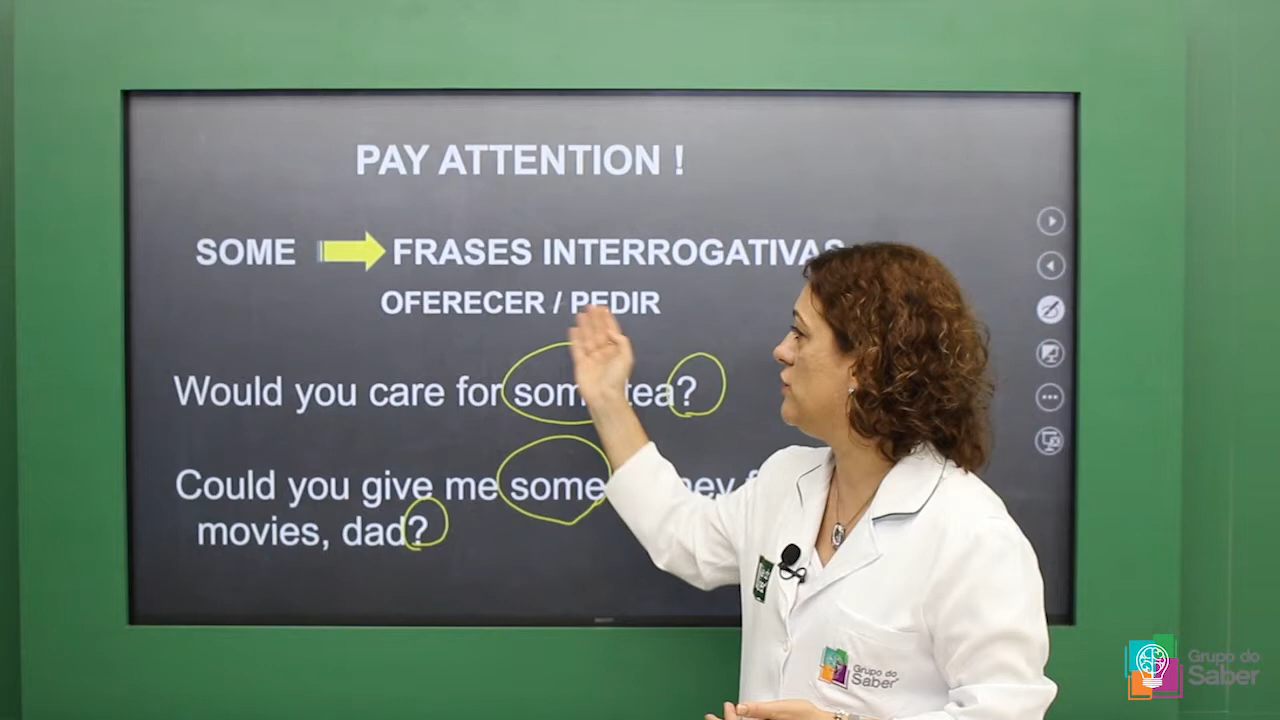 PAY ATTENTION !
SOME FRASES INTERROGATIVAS
OFERECER / PEDIR
Would you care for some tea?
Could you give me some
movies, dad?
Grupo do
Saber
Grupo do
Saber